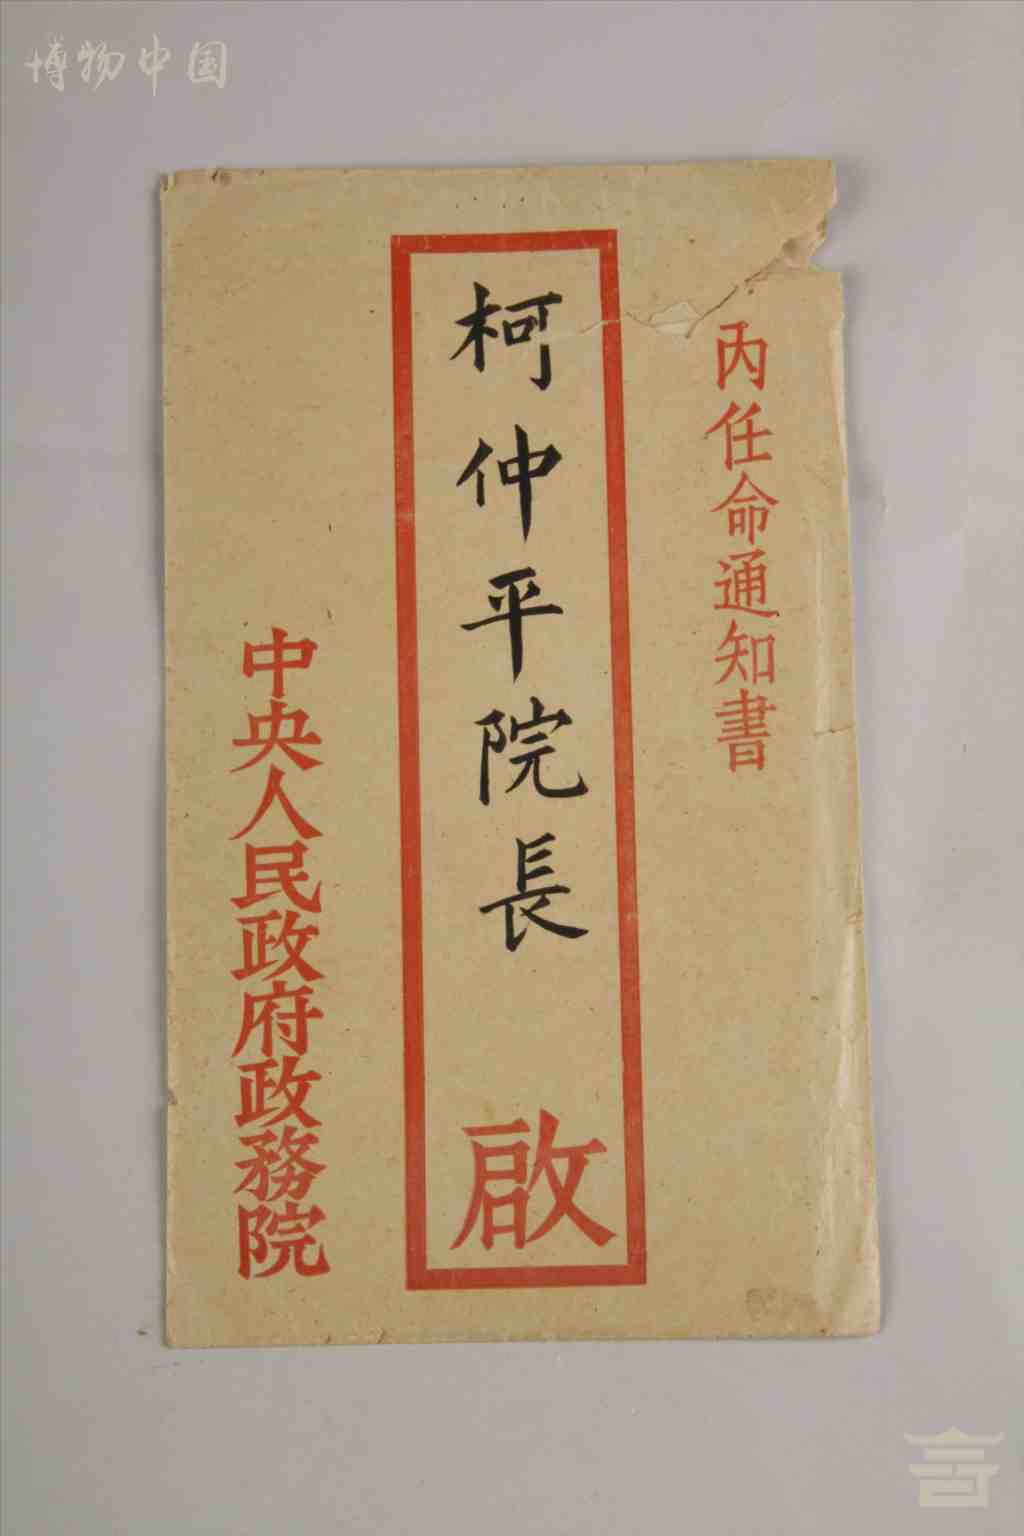 博物中国
內任命通知書
柯仲平院長 啟
中央人民政府政務院